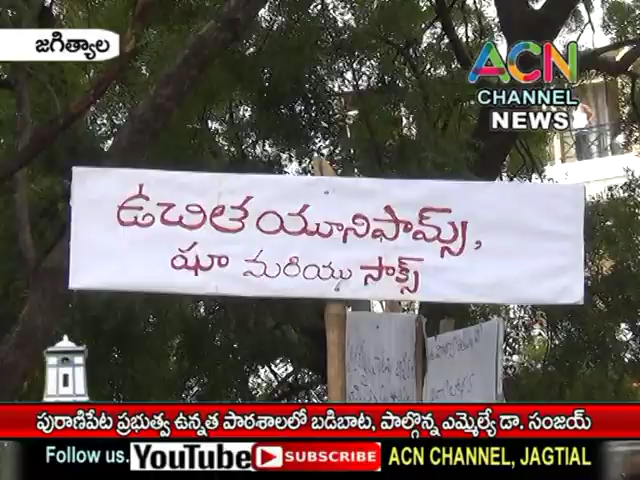 జగిత్యాల
ACN
CHANNEL
NEWS
ఉచిత యూనిఫామ్స్,
షూ మరియు సాక్స్
పురాణిపేట ప్రభుత్వ ఉన్నత పాఠశాలలో బడిబాట, పాల్గొన్న ఎమ్మెల్యే డా. సంజయ్
Follow us. YouTube SUBSCRIBE ACN CHANNEL, JAGTIAL